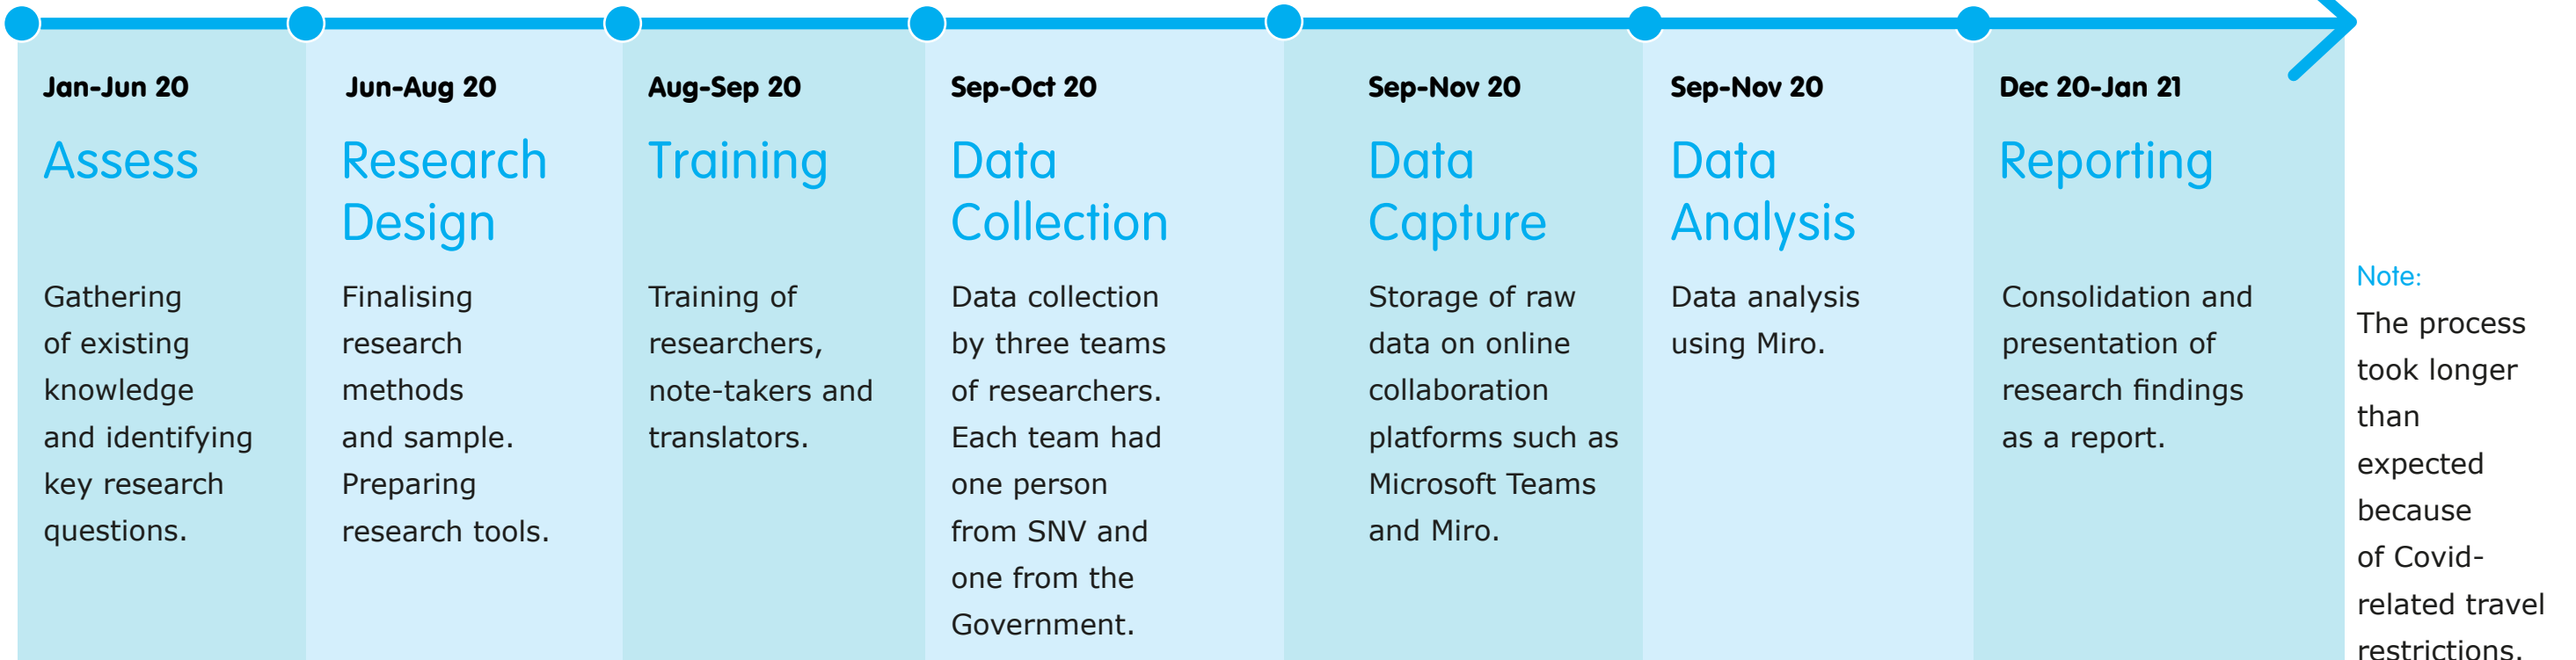 Jan-Jun 20
Assess
Gathering
of existing
knowledge
and identifying
key research
questions.
Jun-Aug 20
Research
Design
Finalising
research
methods
and sample.
Preparing
research tools.
Aug-Sep 20
Training
Training of
researchers,
note-takers and
translators.
Sep-Oct 20
Data
Collection
Data collection
by three teams
of researchers.
Each team had
one person
from SNV and
one from the
Government.
Sep-Nov 20
Data
Capture
Storage of raw
data on online
collaboration
platforms such as
Microsoft Teams
and Miro.
Sep-Nov 20
Data
Analysis
Data analysis
using Miro.
Dec 20-Jan 21
Reporting
Consolidation and
presentation of
research findings
as a report.
Note:
The process
took longer
than
expected
because
of Covid-
related travel
restrictions.